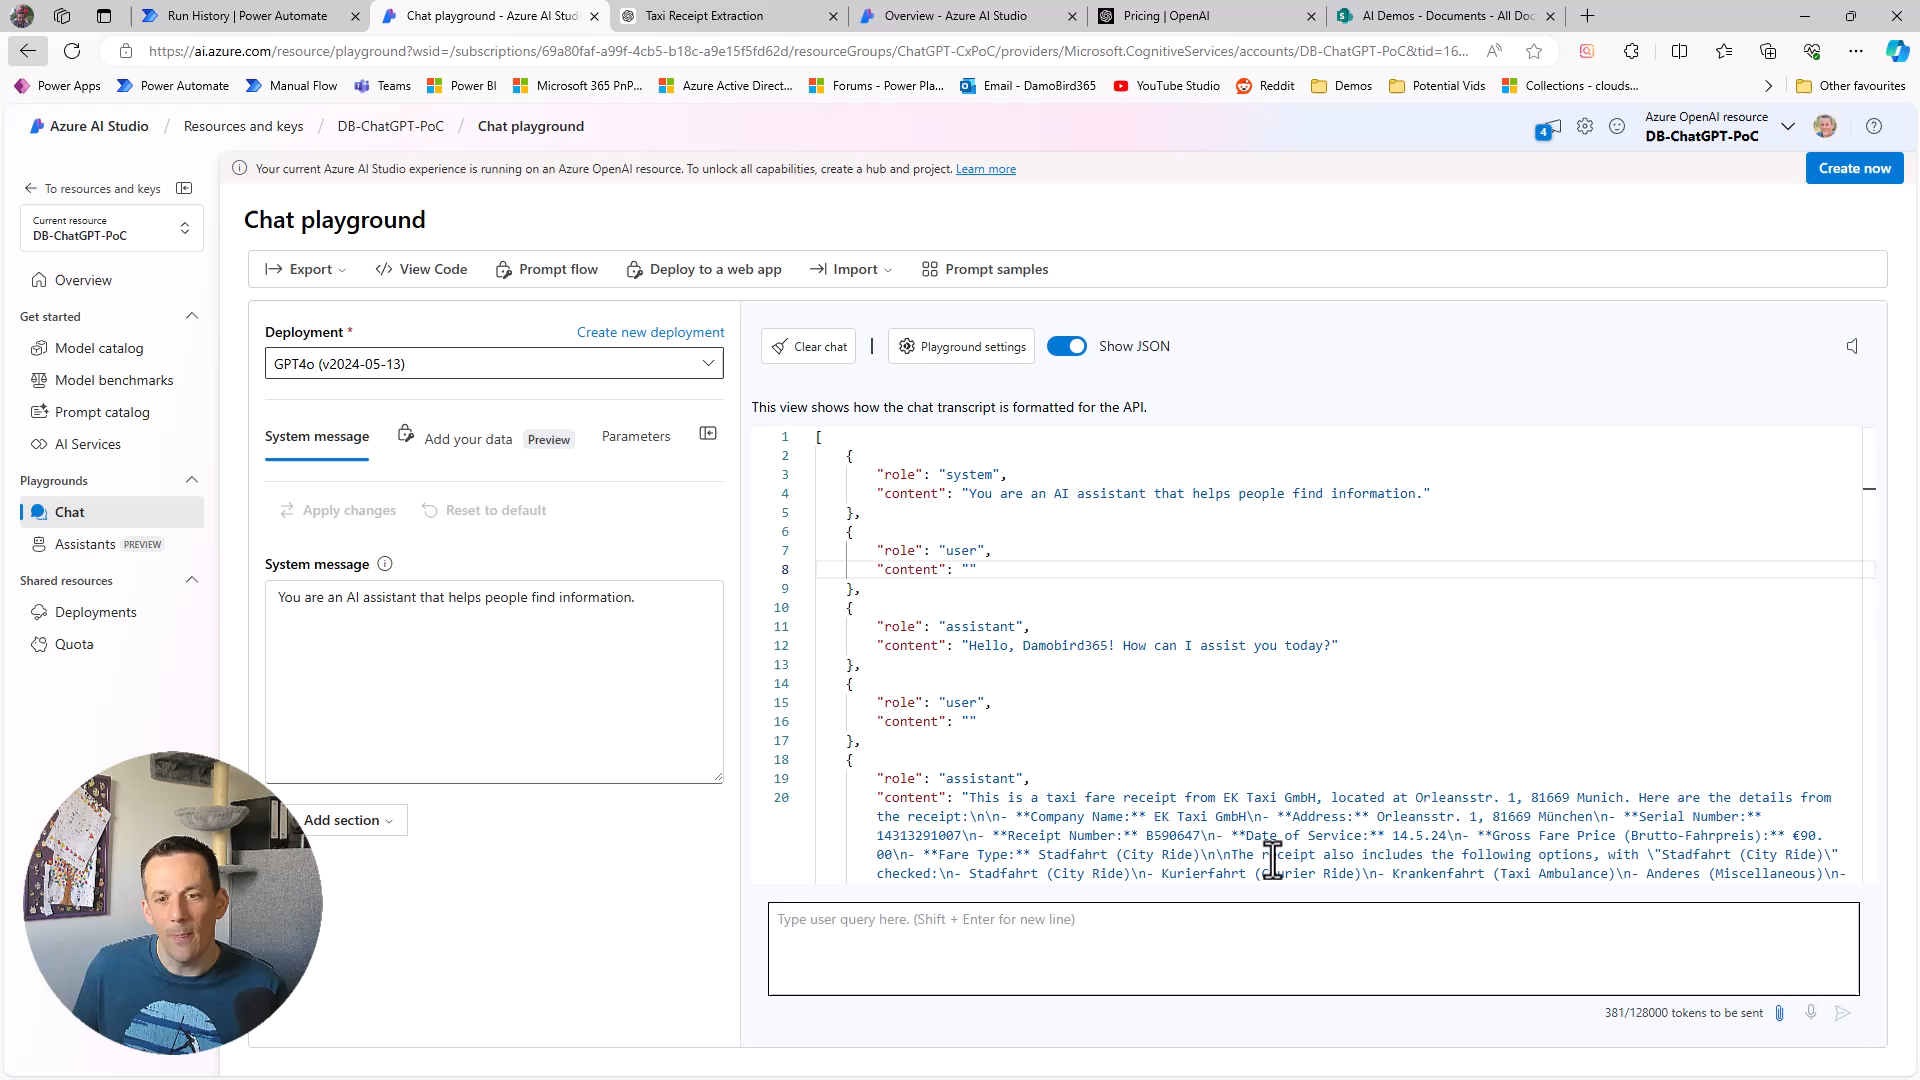 Run History | Power Automate
Chat playground - Azure AI Studi
Taxi Receipt Extraction
Overview - Azure AI Studio
Pricing | OpenAI
AI Demos - Documents - All Doc
https://ai.azure.com/resource/playground?wsid=/subscriptions/69a80faf-a99f-4cb5-b18c-a9e15f5fd62d/resourceGroups/ChatGPT-CxPoC/providers/Microsoft.CognitiveServices/accounts/DB-ChatGPT-PoC&tid=16...
Power Apps
Power Automate
Manual Flow
Teams
Power BI
Microsoft 365 PnP...
Azure Active Direct...
Forums - Power Pla...
Email - DamoBird365
YouTube Studio
Reddit
Demos
Potential Vids
Collections - clouds...
Other favourites
Azure AI Studio / Resources and keys / DB-ChatGPT-PoC / Chat playground
4
Azure OpenAI resource
DB-ChatGPT-PoC
To resources and keys
Your current Azure AI Studio experience is running on an Azure OpenAI resource. To unlock all capabilities, create a hub and project. Learn more
Create now
Current resource
DB-ChatGPT-PoC
Overview
Get started
Model catalog
Model benchmarks
Prompt catalog
AI Services
Playgrounds
Chat
Assistants PREVIEW
Shared resources
Deployments
Quota
Chat playground
Export
View Code
Prompt flow
Deploy to a web app
Import
Prompt samples
Deployment *
Create new deployment
GPT4o (v2024-05-13)
System message
Add your data Preview
Parameters
Apply changes
Reset to default
System message
You are an AI assistant that helps people find information.
Add section
Clear chat
Playground settings
Show JSON
This view shows how the chat transcript is formatted for the API.
1 [
2 {
3 "role": "system",
4 "content": "You are an AI assistant that helps people find information."
5 },
6 {
7 "role": "user",
8 "content": ""
9 },
10 {
11 "role": "assistant",
12 "content": "Hello, Damobird365! How can I assist you today?"
13 },
14 {
15 "role": "user",
16 "content": ""
17 },
18 {
19 "role": "assistant",
20 "content": "This is a taxi fare receipt from EK Taxi GmbH, located at Orleansstr. 1, 81669 Munich. Here are the details from
the receipt:\n\n- **Company Name:** EK Taxi GmbH\n- **Address:** Orleansstr. 1, 81669 München\n- **Serial Number:**
14313291007\n- **Receipt Number:** B590647\n- **Date of Service:** 14.5.24\n- **Gross Fare Price (Brutto-Fahrpreis):** €90.
00\n- **Fare Type:** Stadfahrt (City Ride)\n\nThe receipt also includes the following options, with \"Stadfahrt (City Ride)\"
checked:\n- Stadfahrt (City Ride)\n- Kurierfahrt (Courier Ride)\n- Krankenfahrt (Taxi Ambulance)\n- Anderes (Miscellaneous)\n-
Type user query here. (Shift + Enter for new line)
381/128000 tokens to be sent